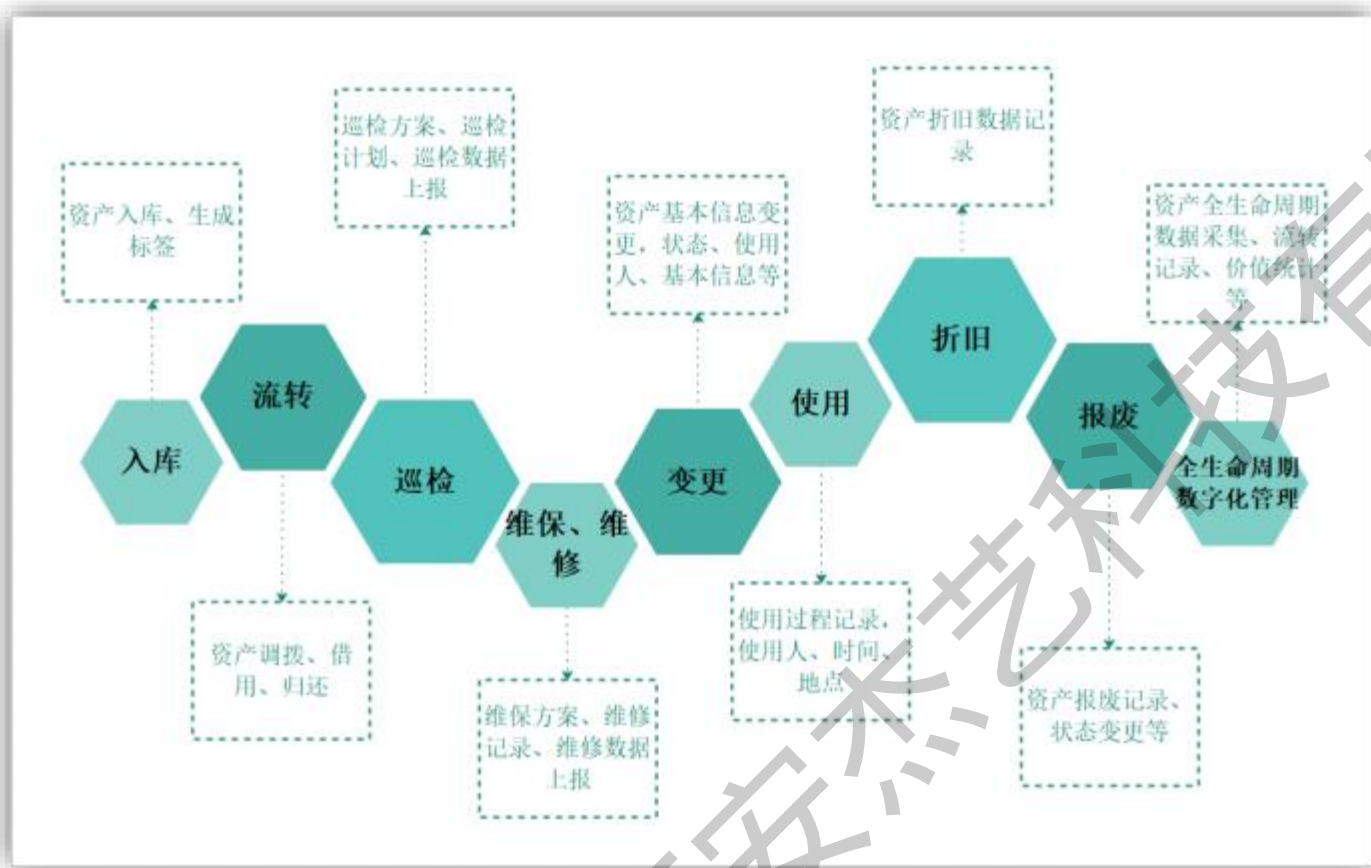 资产入库、生成
标签
巡检方案、巡检
计划、巡检数据
上报
资产基本信息变
更，状态、使用
人、基本信息等
资产折旧数据记
录
资产全生命周期
数据采集、流转
记录、价值统计
等
入库
流转
巡检
维保、维
修
变更
使用
折旧
报废
全生命周期
数字化管理
资产调拨、借
用、归还
维保方案、维修
记录、维修数据
上报
使用过程记录，
使用人、时间、
地点
资产报废记录、
状态变更等
安杰艺科技有